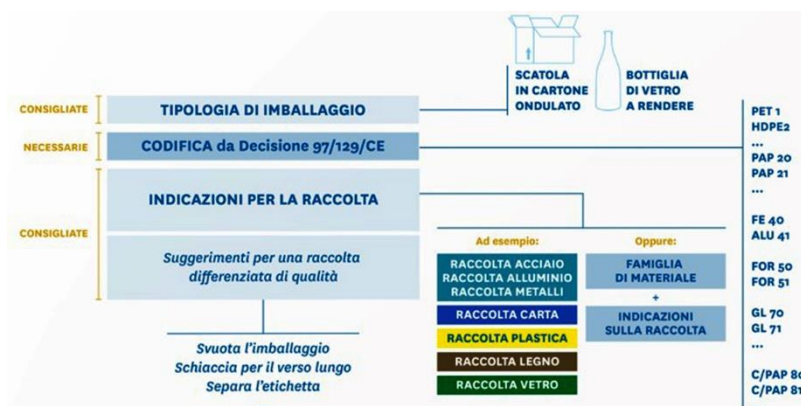 SCATOLA
IN CARTONE
ONDULATO
BOTTIGLIA
DI VETRO
A RENDERE
CONSIGLIATE
TIPOLOGIA DI IMBALLAGGIO
NECESSARIE
CODIFICA da Decisione 97/129/CE
CONSIGLIATE
INDICAZIONI PER LA RACCOLTA
Suggerimenti per una raccolta
differenziata di qualità
Svuota l'imballaggio
Schiaccia per il verso lungo
Separa l'etichetta
Ad esempio:
RACCOLTA ACCIAIO
RACCOLTA ALLUMINIO
RACCOLTA METALLI
RACCOLTA CARTA
RACCOLTA PLASTICA
RACCOLTA LEGNO
RACCOLTA VETRO
Oppure:
FAMIGLIA
DI MATERIALE
+
INDICAZIONI
SULLA RACCOLTA
PET 1
HDPE2
...
PAP 20
PAP 21
...
FE 40
ALU 41
FOR 50
FOR 51
GL 70
GL 71
...
C/PAP 80
C/PAP 81